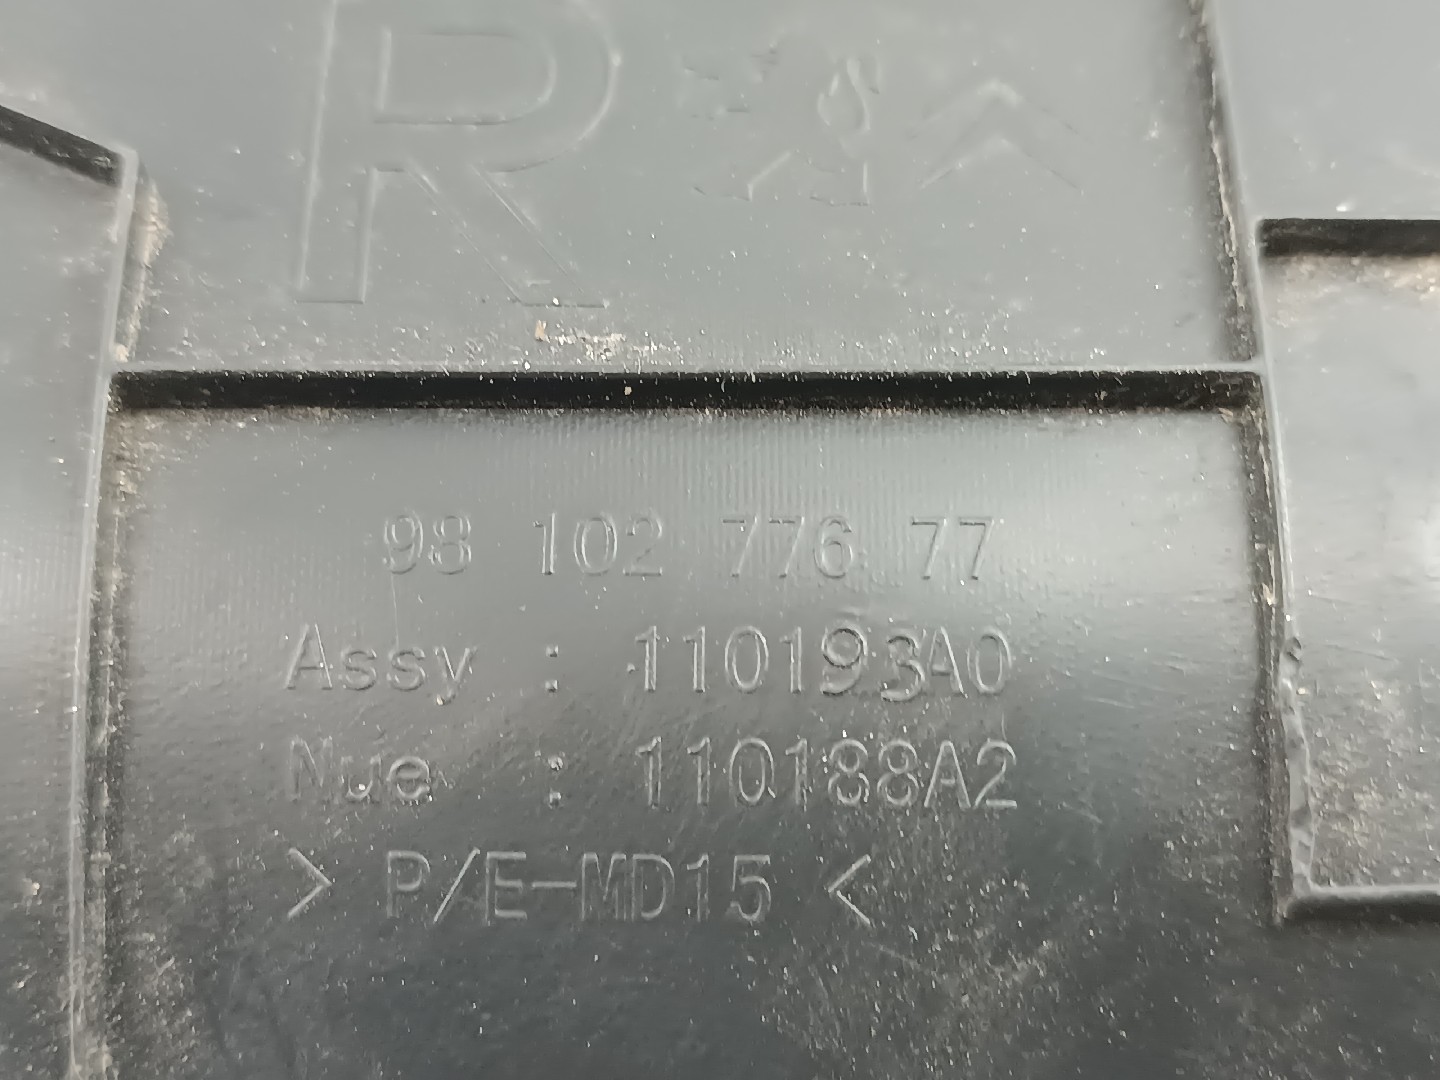 R
98 102 776 77
Assy : 110193A0
Nue : 110188A2
> P/E-MD15 <